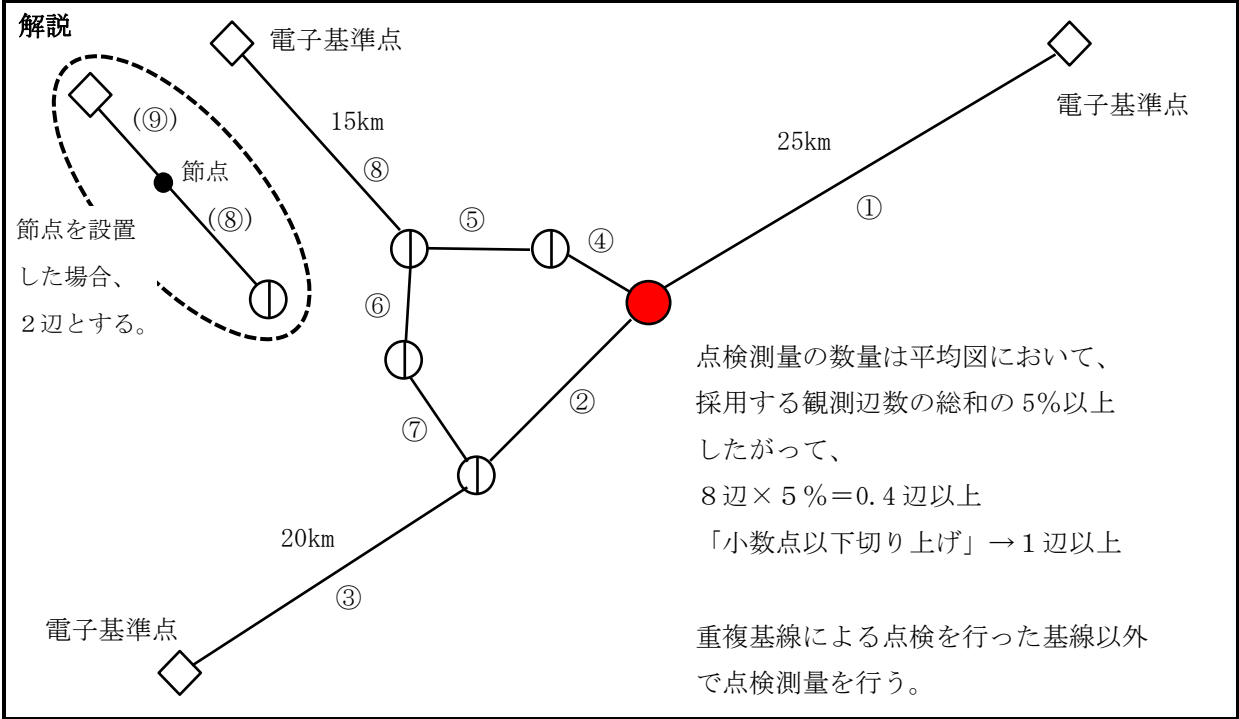 解説
電子基準点
電子基準点
(⑨)
15km
25km
節点
⑧
①
(⑧)
⑤
④
節点を設置
した場合、
２辺とする。
⑥
点検測量の数量は平均図において、
採用する観測辺数の総和の 5%以上
したがって、
８辺×５％＝0.4 辺以上
「小数点以下切り上げ」→１辺以上
②
⑦
20km
③
電子基準点
重複基線による点検を行った基線以外
で点検測量を行う。